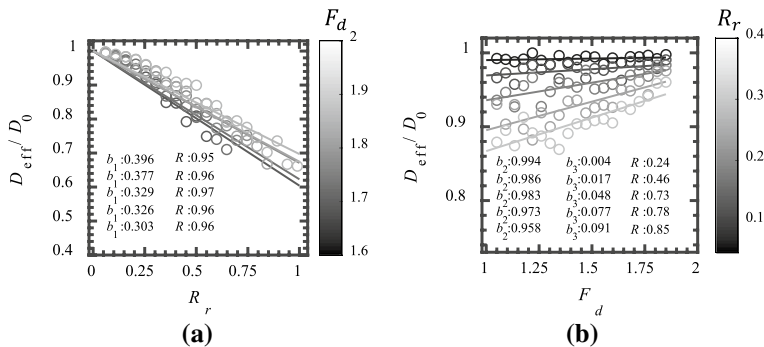 F_d
1
0.9
0.8
0.7
0.6
0.5
0.4
D_eff/ D_0
b_1:0.396 R:0.95
b_1:0.377 R:0.96
b_1:0.329 R:0.97
b_1:0.326 R:0.96
b_1:0.303 R:0.96
0 0.25 0.5 0.75 1
R_r
2
1.9
1.8
1.7
1.6
(a)
R_r
1
0.9
0.8
D_eff/ D_0
b_2:0.994 b_3:0.004 R:0.24
b_2:0.986 b_3:0.017 R:0.46
b_2:0.983 b_3:0.048 R:0.73
b_2:0.973 b_3:0.077 R:0.78
b_2:0.958 b_3:0.091 R:0.85
1 1.25 1.5 1.75 2
F_d
0.4
0.3
0.2
0.1
(b)